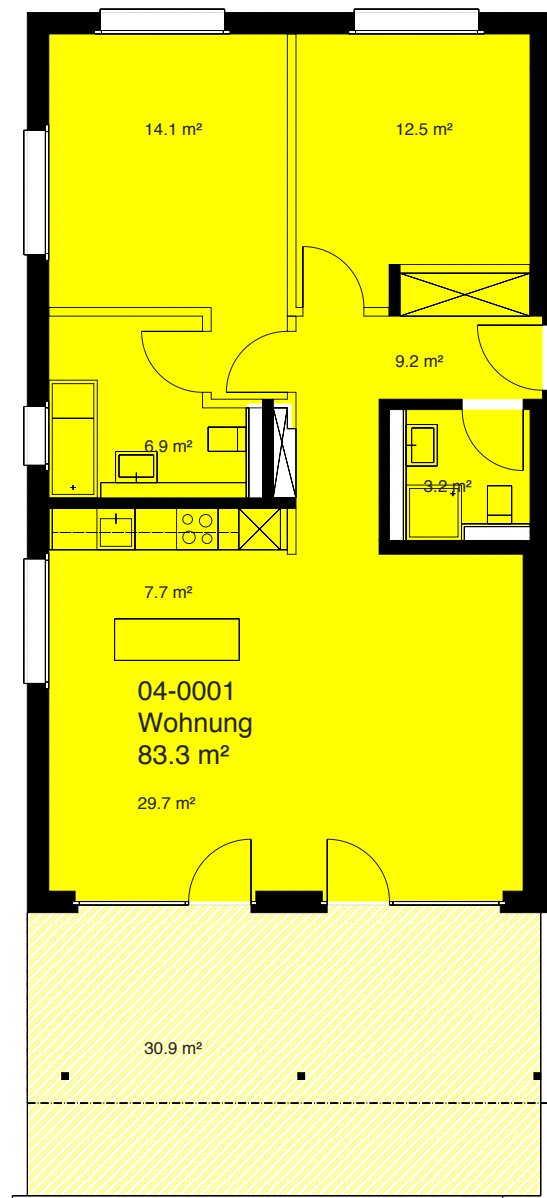 14.1 m²
12.5 m²
9.2 m²
6.9 m²
3.2 m²
7.7 m²
04-0001
Wohnung
83.3 m²
29.7 m²
30.9 m²